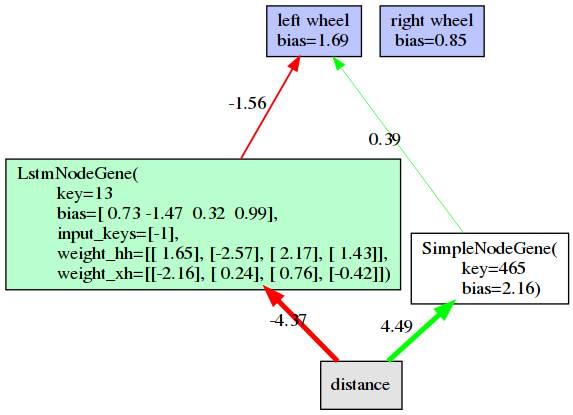 left wheel
bias=1.69
right wheel
bias=0.85
-1.56
0.39
LstmNodeGene(
key=13
bias=[ 0.73 -1.47 0.32 0.99],
input_keys=[-1],
weight_hh=[[ 1.65], [-2.57], [ 2.17], [ 1.43]],
weight_xh=[[-2.16], [ 0.24], [ 0.76], [-0.42]])
SimpleNodeGene(
key=465
bias=2.16)
-4.37
4.49
distance